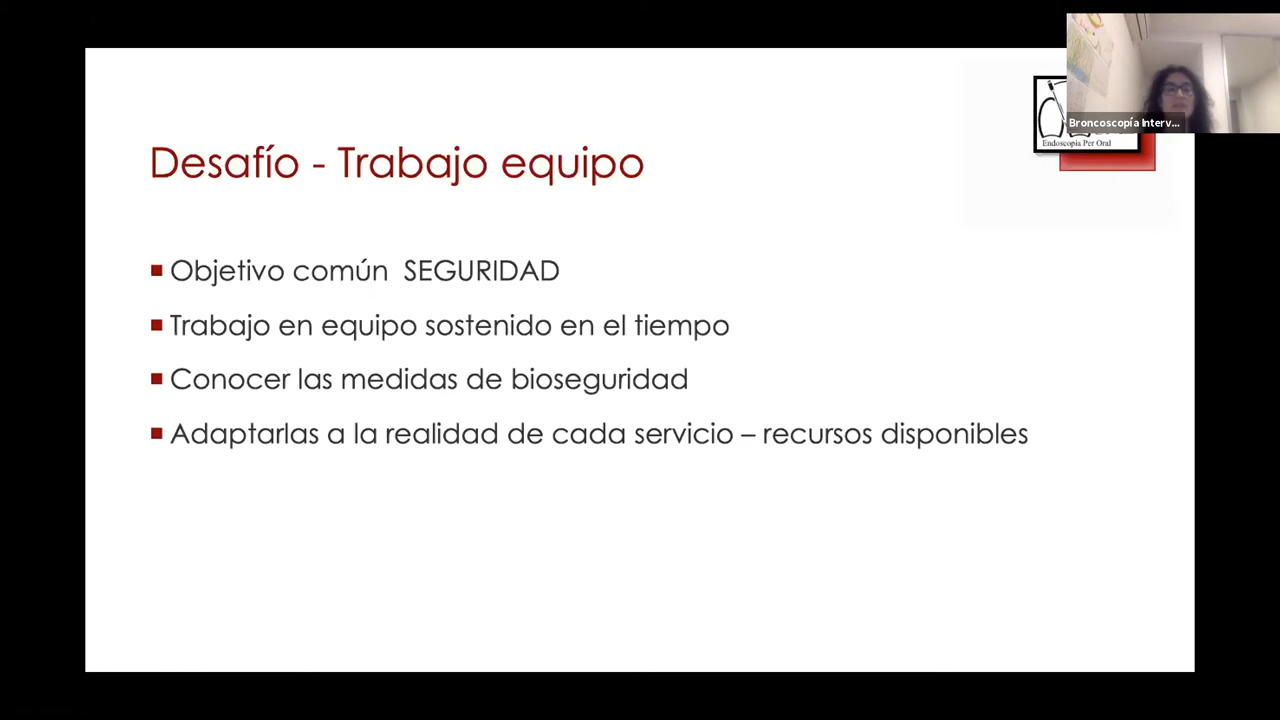 Broncoscopía Interv...
Endoscopia Per Oral
Desafío - Trabajo equipo
Objetivo común SEGURIDAD
Trabajo en equipo sostenido en el tiempo
Conocer las medidas de bioseguridad
Adaptarlas a la realidad de cada servicio – recursos disponibles